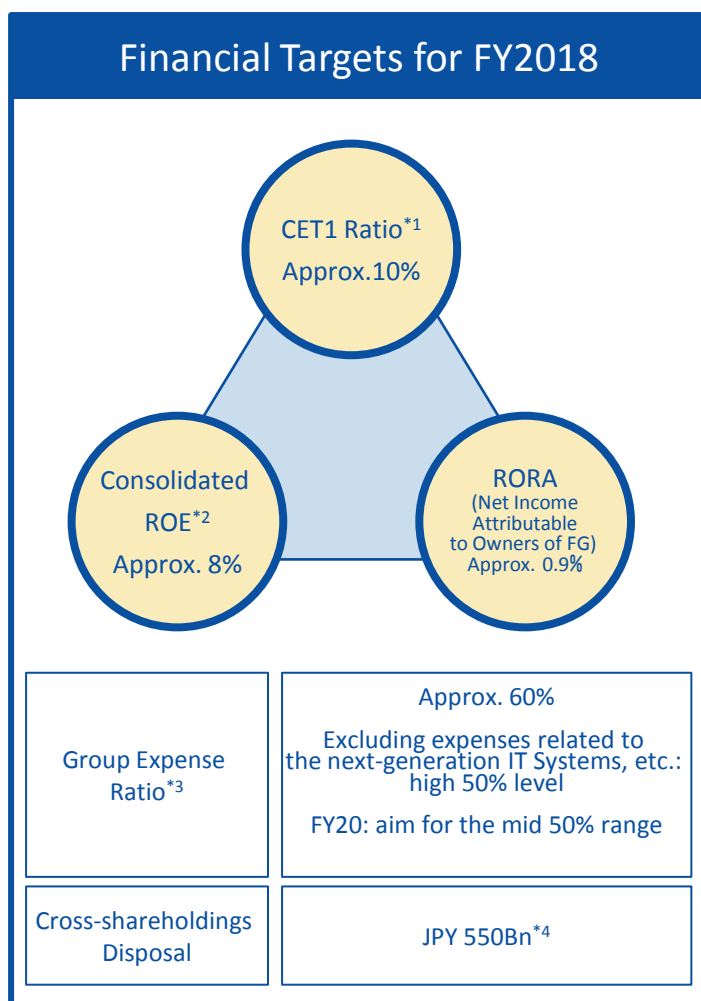 Financial Targets for FY2018
CET1 Ratio*1
Approx.10%
Consolidated
ROE*2
Approx. 8%
RORA
(Net Income
Attributable
to Owners of FG)
Approx. 0.9%
Group Expense
Ratio*3
Approx. 60%
Excluding expenses related to
the next-generation IT Systems, etc.:
high 50% level
FY20: aim for the mid 50% range
Cross-shareholdings
Disposal
JPY 550Bn*4